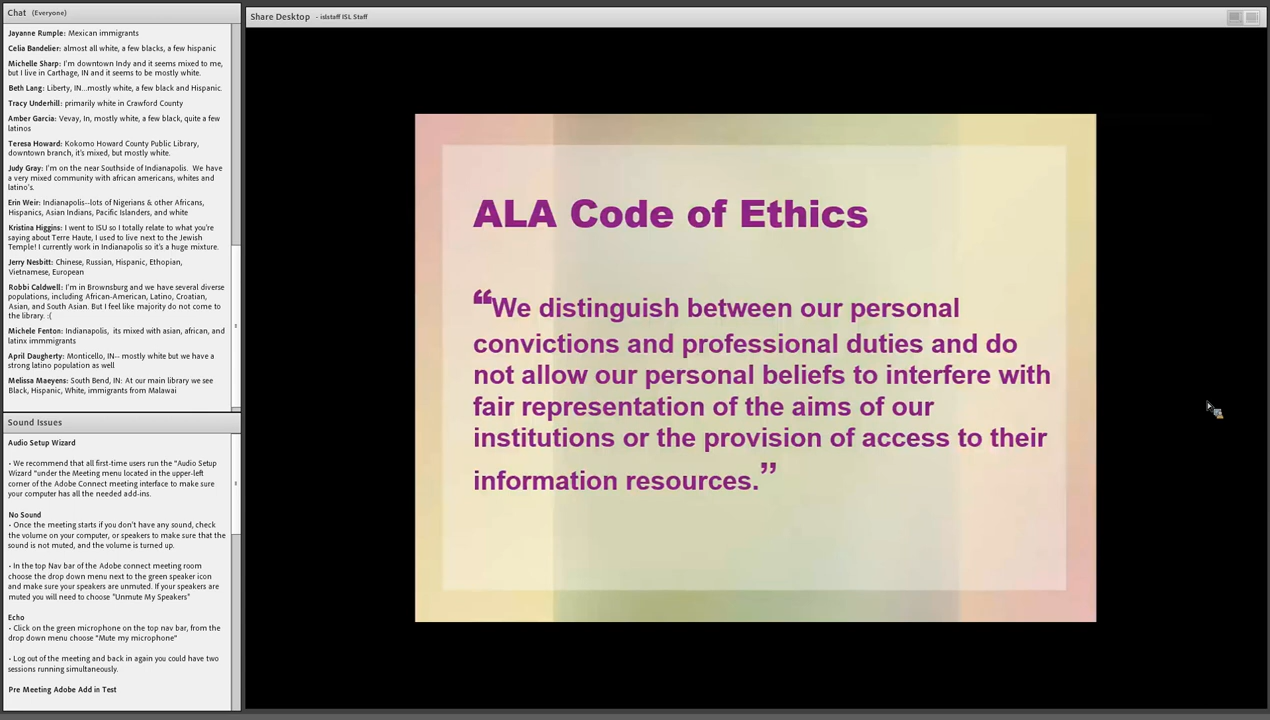 Chat (Everyone)
Jayanne Rumple: Mexican immigrants
Celia Bandelier: almost all white, a few blacks, a few hispanic
Michelle Sharp: I'm downtown Indy and it seems mixed to me,
but I live in Carthage, IN and it seems to be mostly white.
Beth Lang: Liberty, IN...mostly white, a few black and Hispanic.
Tracy Underhill: primarily white in Crawford County
Amber Garcia: Vevay, In, mostly white, a few black, quite a few
latinos
Teresa Howard: Kokomo Howard County Public Library,
downtown branch, it's mixed, but mostly white.
Judy Gray: I'm on the near Southside of Indianapolis. We have
a very mixed community with african americans, whites and
latino's.
Erin Weir: Indianapolis--lots of Nigerians & other Africans,
Hispanics, Asian Indians, Pacific Islanders, and white
Kristina Higgins: I went to ISU so I totally relate to what you're
saying about Terre Haute, I used to live next to the Jewish
Temple! I currently work in Indianapolis so it's a huge mixture.
Jerry Nesbitt: Chinese, Russian, Hispanic, Ethopian,
Vietnamese, European
Robbi Caldwell: I'm in Brownsburg and we have several diverse
populations, including African-American, Latino, Croatian,
Asian, and South Asian. But I feel like majority do not come to
the library. :(
Michele Fenton: Indianapolis, its mixed with asian, african, and
latinx immmigrants
April Daugherty: Monticello, IN-- mostly white but we have a
strong latino population as well
Melissa Maeyens: South Bend, IN: At our main library we see
Black, Hispanic, White, immigrants from Malawai
Sound Issues
Audio Setup Wizard
• We recommend that all first-time users run the "Audio Setup
Wizard "under the Meeting menu located in the upper-left
corner of the Adobe Connect meeting interface to make sure
your computer has all the needed add-ins.
No Sound
• Once the meeting starts if you don't have any sound, check
the volume on your computer, or speakers to make sure that the
sound is not muted, and the volume is turned up.
• In the top Nav bar of the Adobe connect meeting room
choose the drop down menu next to the green speaker icon
and make sure your speakers are unmuted. If your speakers are
muted you will need to choose "Unmute My Speakers"
Echo
• Click on the green microphone on the top nav bar, from the
drop down menu choose "Mute my microphone"
• Log out of the meeting and back in again you could have two
sessions running simultaneously.
Pre Meeting Adobe Add in Test
Share Desktop - islstaff ISL Staff
ALA Code of Ethics
“We distinguish between our personal
convictions and professional duties and do
not allow our personal beliefs to interfere with
fair representation of the aims of our
institutions or the provision of access to their
information resources.”